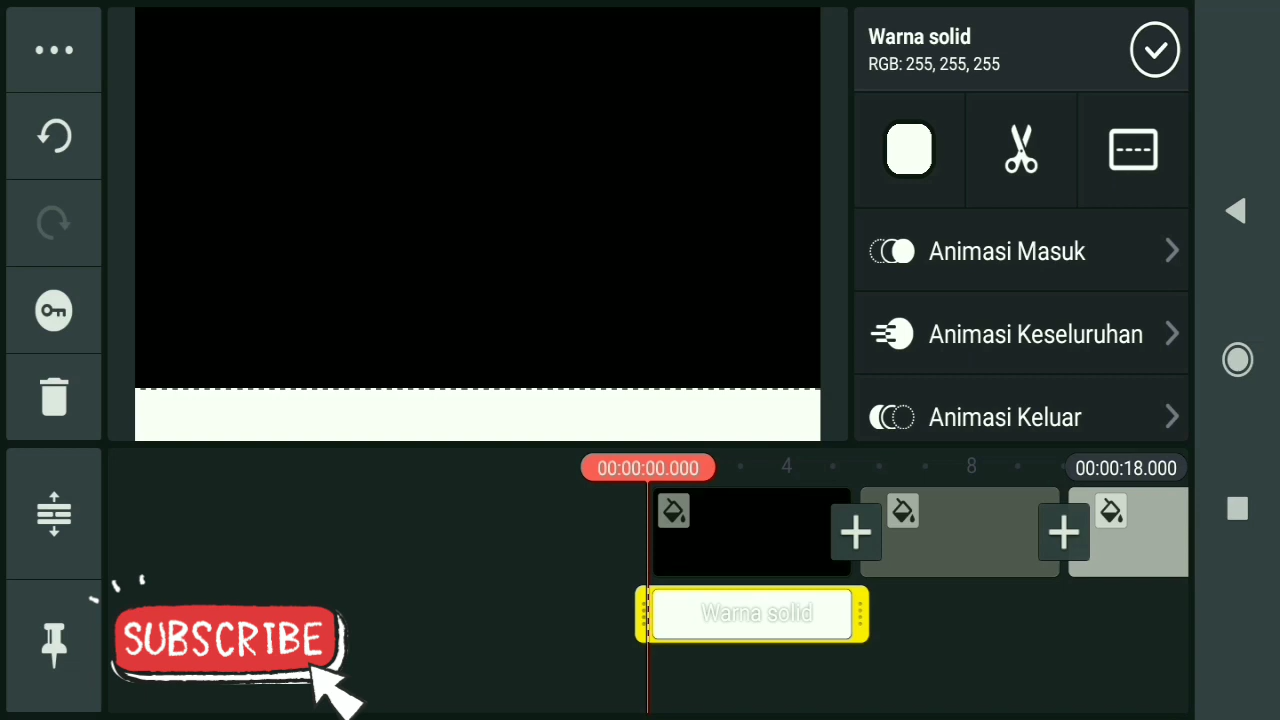 Warna solid
RGB: 255, 255, 255
Animasi Masuk
Animasi Keseluruhan
Animasi Keluar
00:00:00.000
4
8
00:00:18.000
Warna solid
SUBSCRIBE